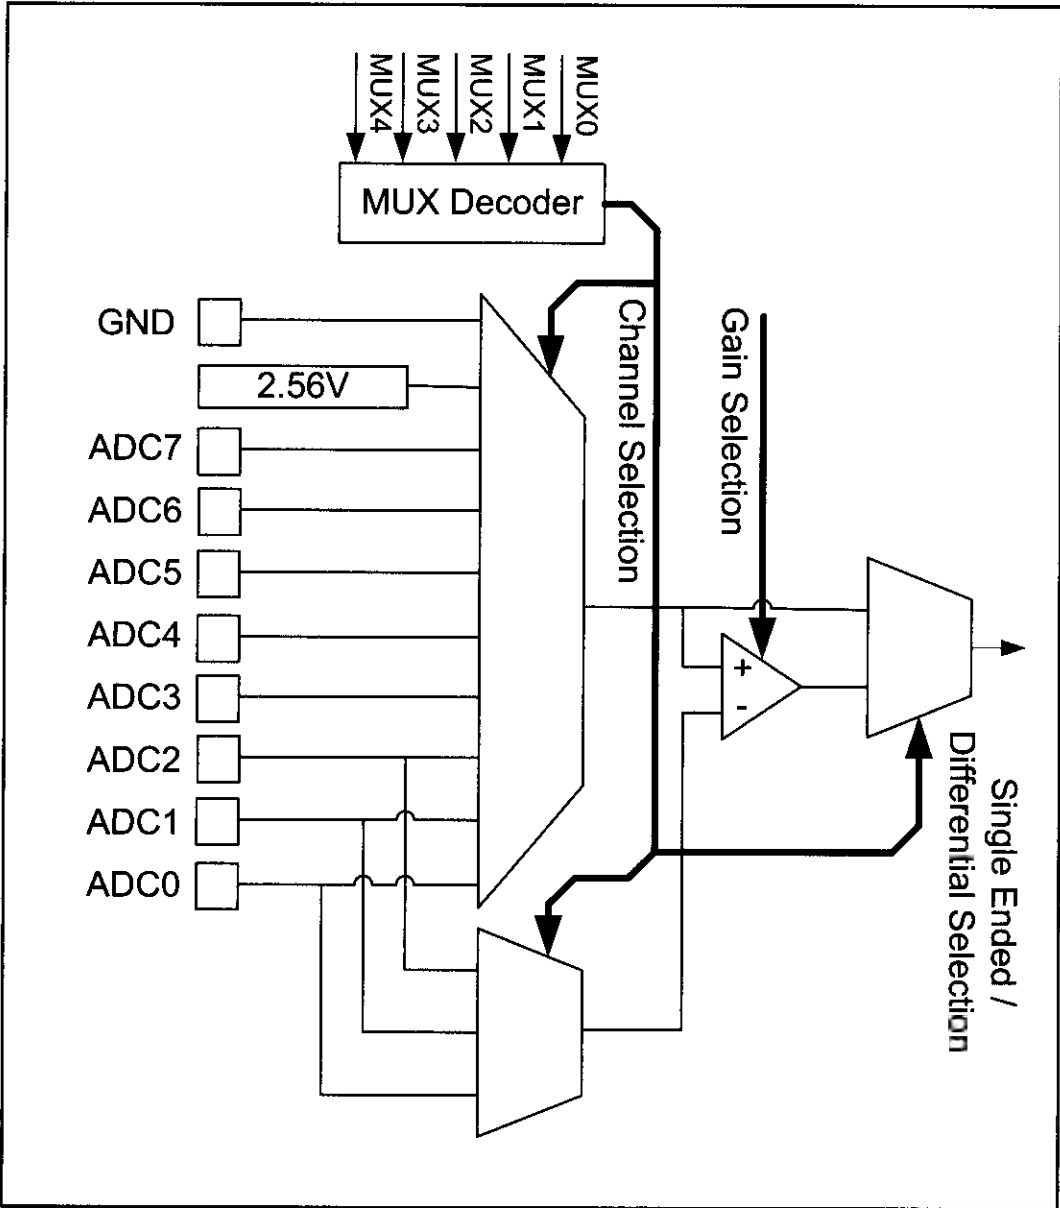 MUX4
MUX3
MUX2
MUX1
MUX0
MUX Decoder
GND
2.56V
ADC7
ADC6
ADC5
ADC4
ADC3
ADC2
ADC1
ADC0
Channel Selection
Gain Selection
+
-
Single Ended /
Differential Selection